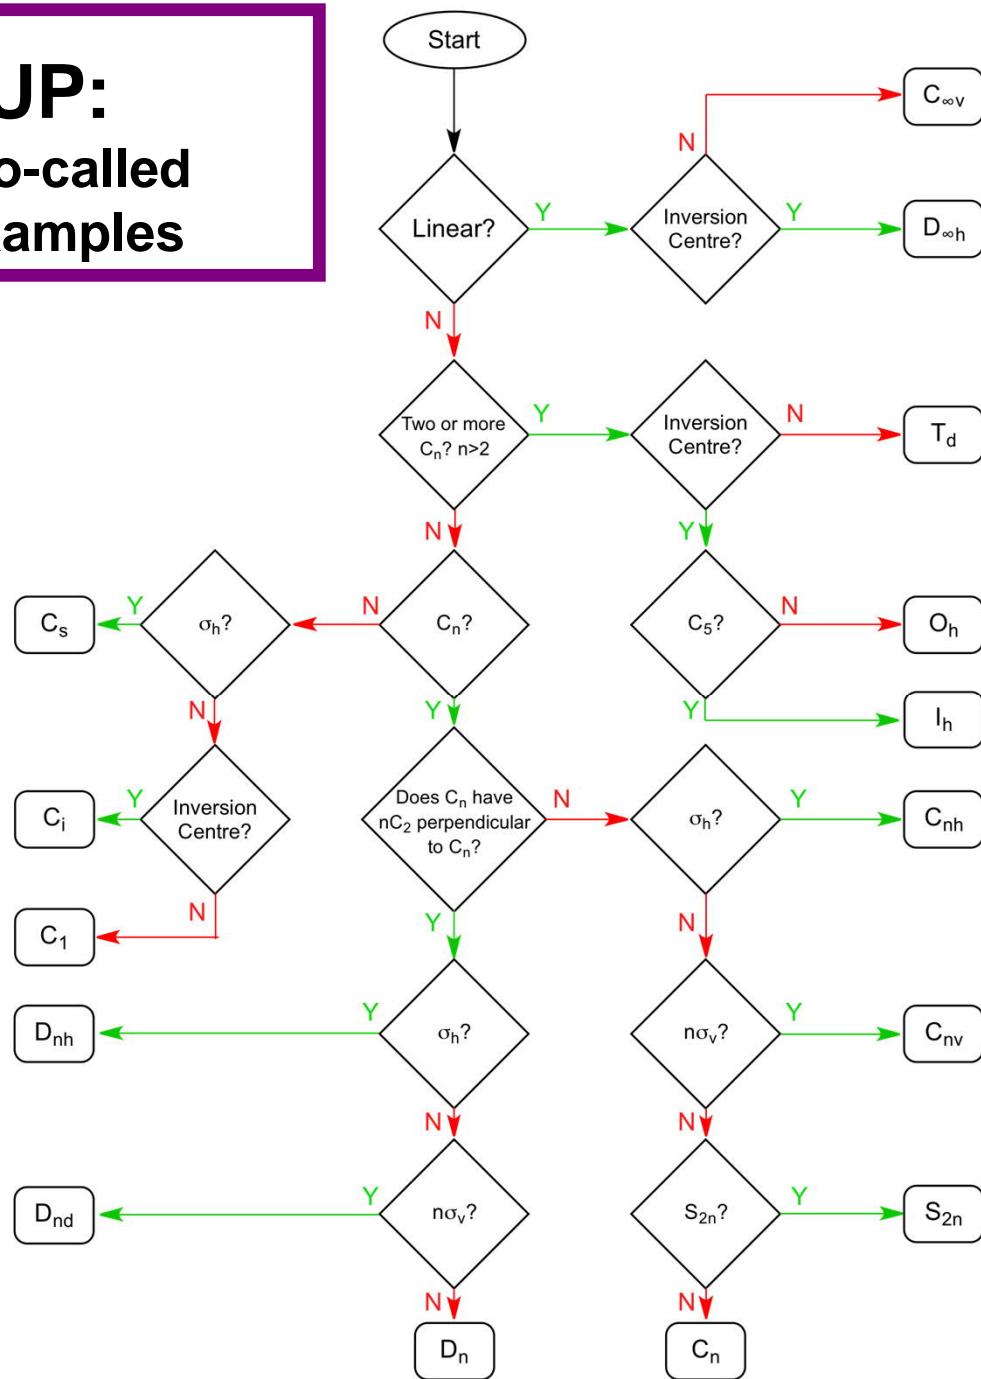 UP:
o-called
amples
Start
Linear?
Y
Inversion
Centre?
N
C∞v
Y
D∞h
N
Two or more
Cn? n>2
Y
Inversion
Centre?
N
Td
N
Y
Cn?
N
σh?
Y
Cs
C5?
N
Oh
Y
Ih
N
Inversion
Centre?
Y
Ci
N
C1
Y
Does Cn have
nC2 perpendicular
to Cn?
N
σh?
Y
Cnh
Y
N
σh?
Y
Dnh
nσv?
Y
Cnv
N
N
nσv?
Y
Dnd
S2n?
Y
S2n
N
Dn
N
Cn